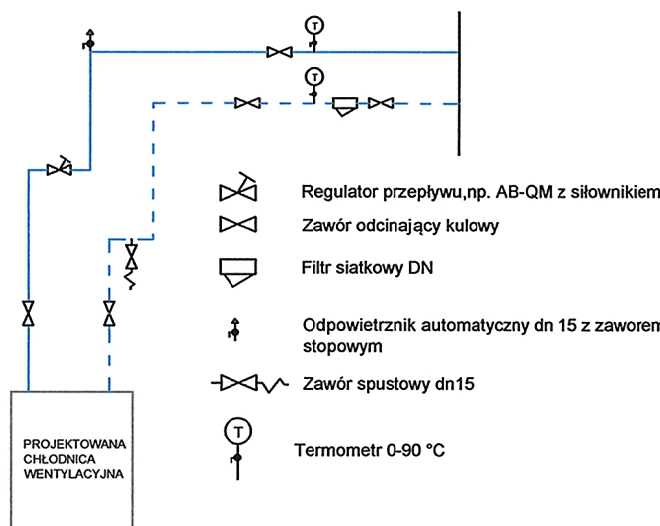 T
T
Regulator przepływu,np. AB-QM z siłownikiem
Zawór odcinający kulowy
Filtr siatkowy DN
Odpowietrznik automatyczny dn 15 z zaworem
stopowym
Zawór spustowy dn15
T
Termometr 0-90 °C
PROJEKTOWANA
CHŁODNICA
WENTYLACYJNA